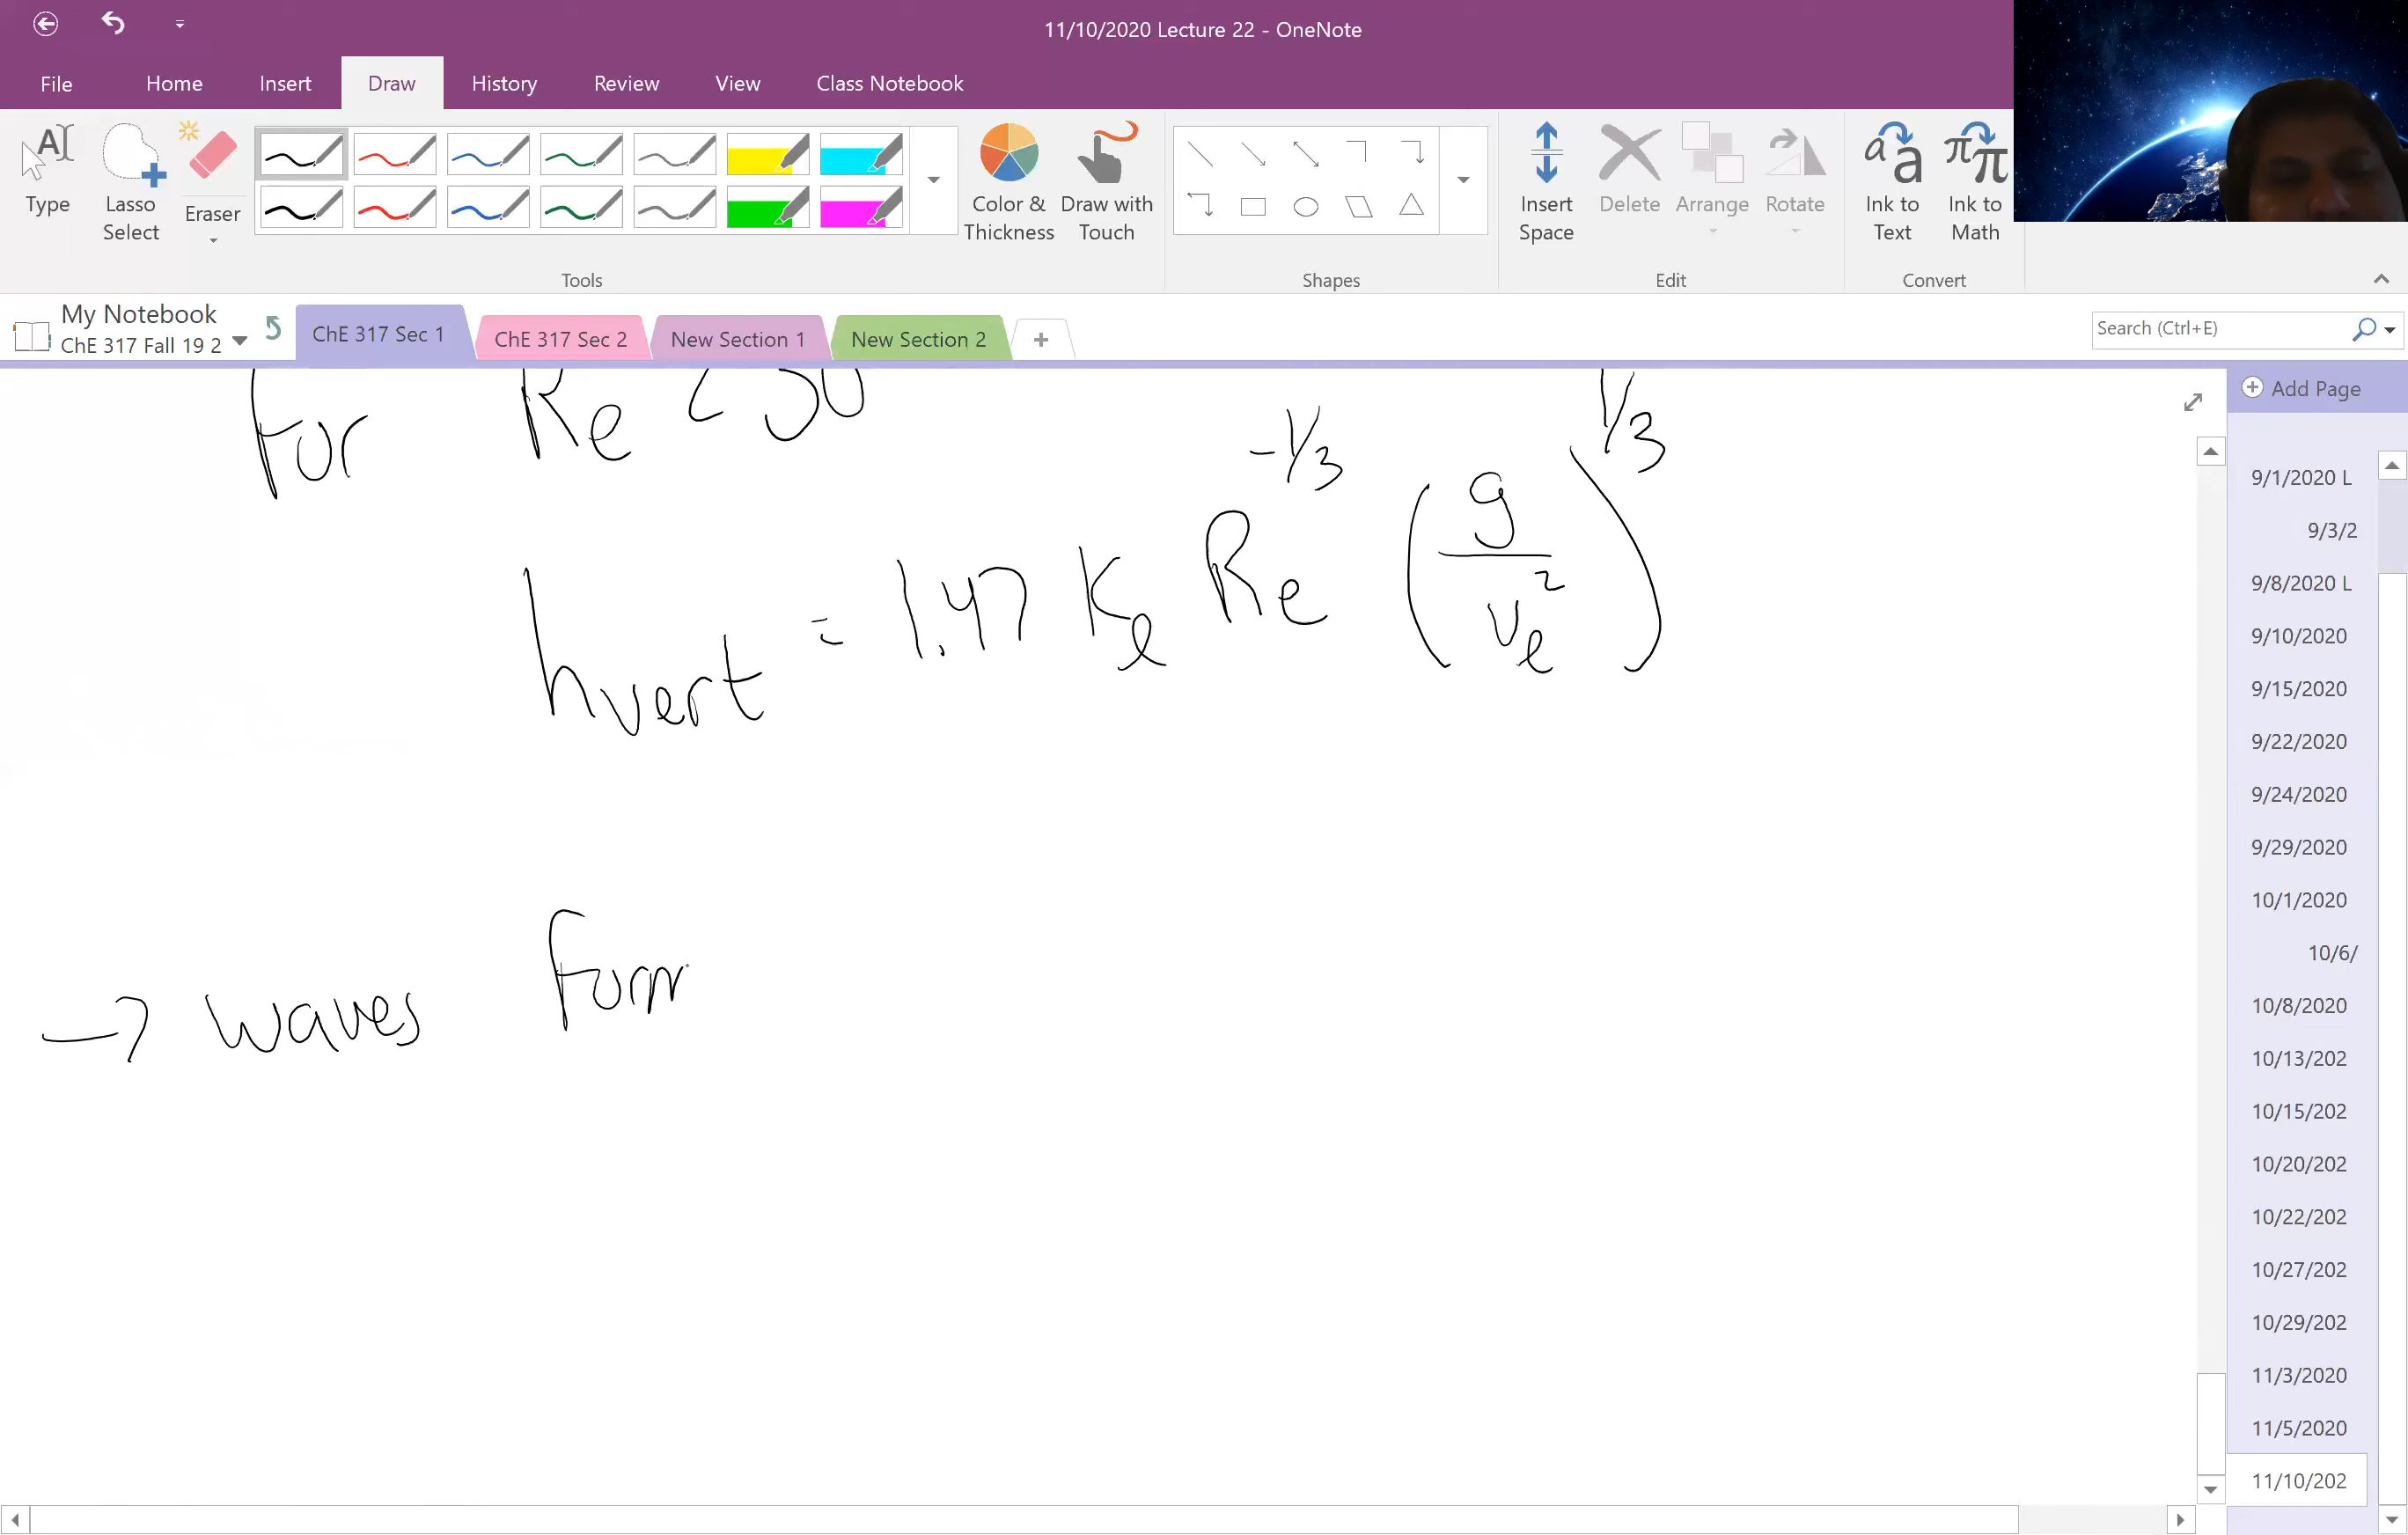 11/10/2020 Lecture 22 - OneNote
File Home Insert Draw History Review View Class Notebook
Type
Lasso Select
Eraser
Color & Thickness
Draw with Touch
Insert Space
Delete
Arrange
Rotate
Ink to Text
Ink to Math
Tools Shapes Edit Convert
My Notebook
ChE 317 Fall 19 2
ChE 317 Sec 1 ChE 317 Sec 2 New Section 1 New Section 2 +
Search (Ctrl+E)
For Re < 30
h_vert = 1.47 k_l Re^(-1/3) (g/ν_l^2)^(1/3)
→ waves Form
Add Page
9/1/2020 L
9/3/2
9/8/2020 L
9/10/2020
9/15/2020
9/22/2020
9/24/2020
9/29/2020
10/1/2020
10/6/
10/8/2020
10/13/202
10/15/202
10/20/202
10/22/202
10/27/202
10/29/202
11/3/2020
11/5/2020
11/10/202